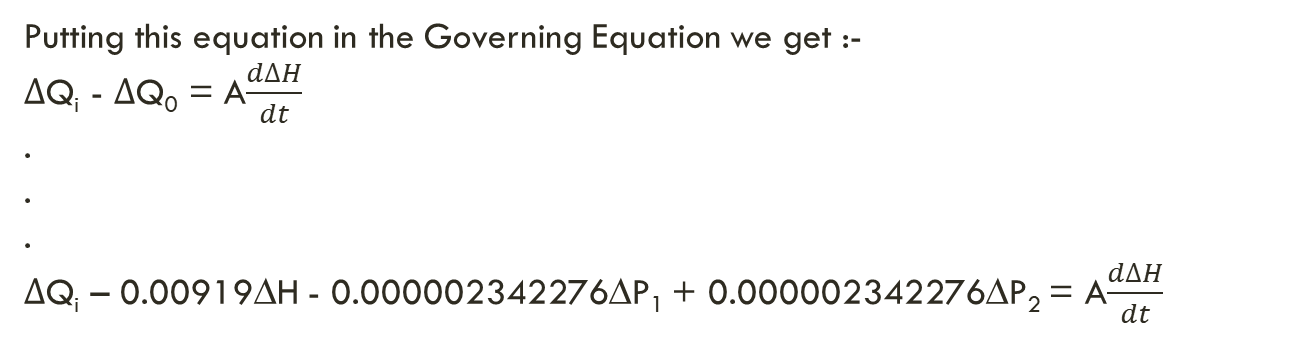 Putting this equation in the Governing Equation we get :-
ΔQᵢ - ΔQ₀ = A dΔH/dt
.
.
.
ΔQᵢ – 0.00919ΔH - 0.000002342276ΔP₁ + 0.000002342276ΔP₂ = A dΔH/dt